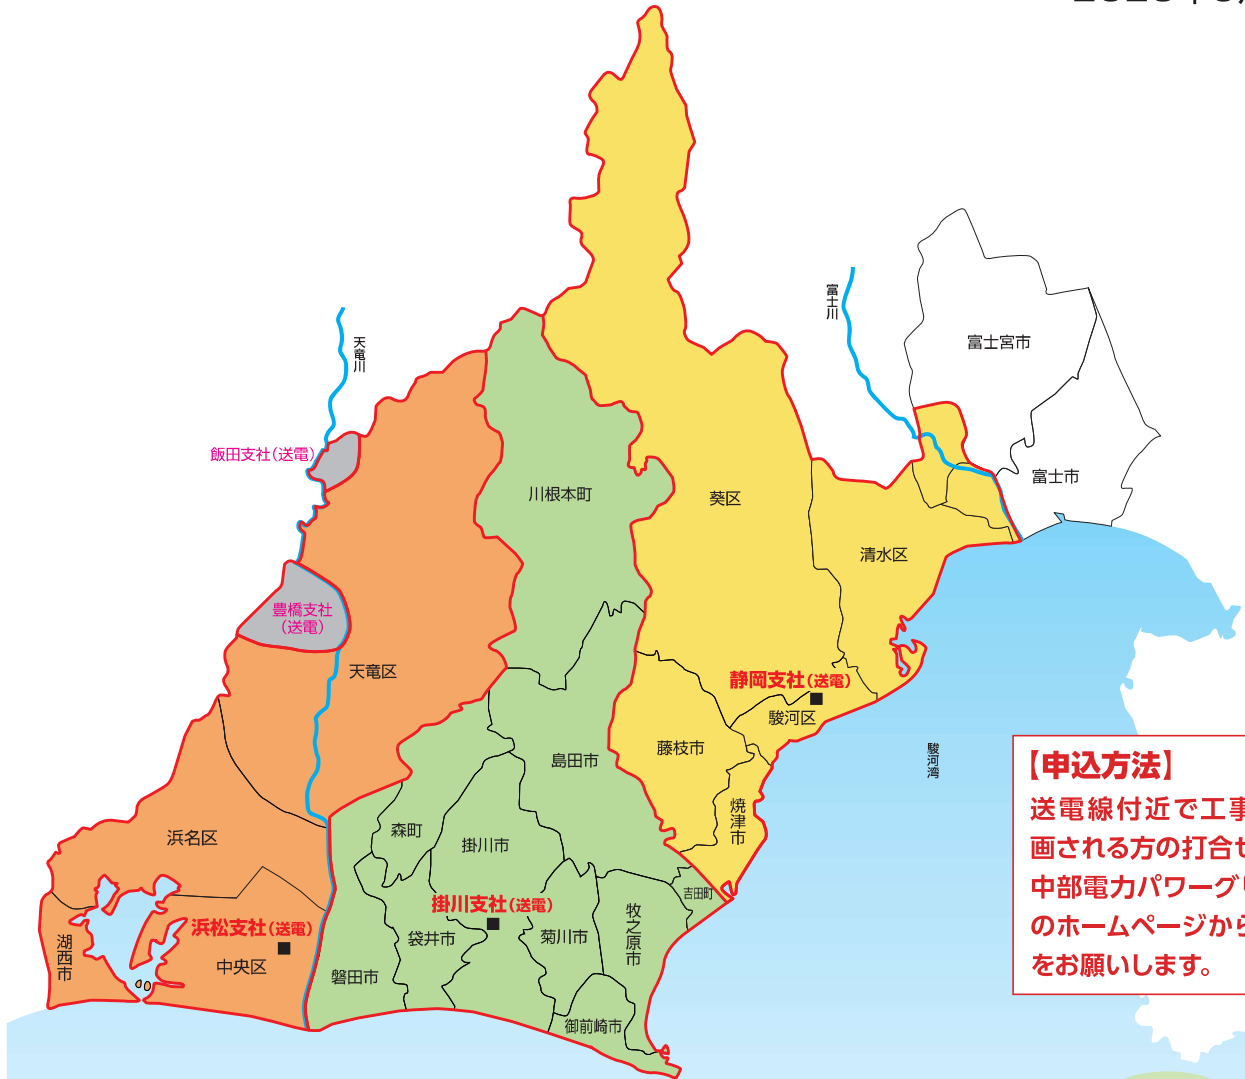 富士川
天竜川
富士宮市
飯田支社(送電)
富士市
川根本町
葵区
清水区
豊橋支社
(送電)
天竜区
静岡支社(送電)
駿河区
藤枝市
島田市
駿河湾
焼津市
浜名区
森町
掛川市
吉田町
掛川支社(送電)
牧之原市
浜松支社(送電)
湖西市
中央区
袋井市
菊川市
磐田市
御前崎市
【申込方法】
送電線付近で工事
画される方の打合せ
中部電力パワーグ
のホームページから
をお願いします。